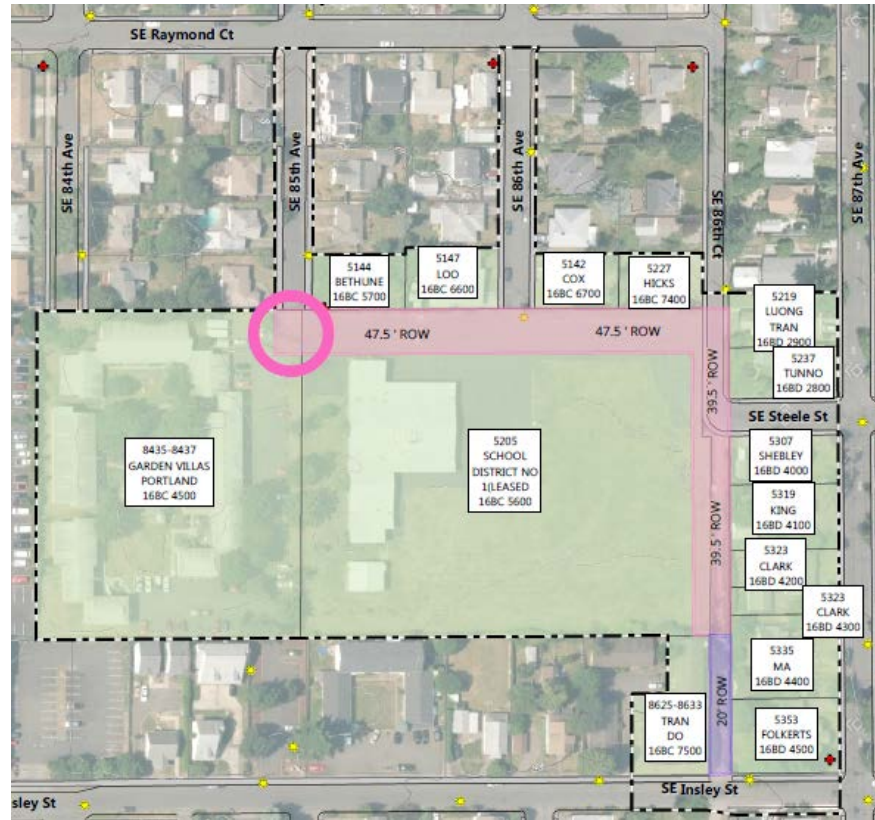 SE Raymond Ct
SE 84th Ave
SE 85th Ave
SE 86th Ave
SE 86th Ct
SE 87th Ave
5144
BETHUNE
16BC 5700
5147
LOO
16BC 6600
5142
COX
16BC 6700
5227
HICKS
16BC 7400
5219
LUONG
TRAN
16BD 2900
5237
TUNNO
16BD 2800
47.5 ' ROW
47.5 ' ROW
39.5 ' ROW
SE Steele St
8435-8437
GARDEN VILLAS
PORTLAND
16BC 4500
5205
SCHOOL
DISTRICT NO
1(LEASED
16BC 5600
5307
SHEBLEY
16BD 4000
5319
KING
16BD 4100
39.5 ' ROW
5323
CLARK
16BD 4200
5323
CLARK
16BD 4300
5335
MA
16BD 4400
8625-8633
TRAN
DO
16BC 7500
20' ROW
5353
FOLKERTS
16BD 4500
SE Insley St
sley St